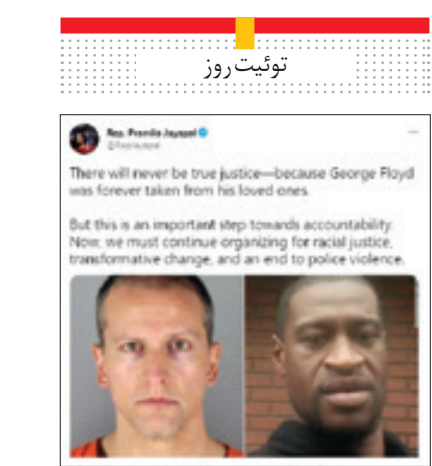 توئیت روز
Rep. Pramila Jayapal
@RepJayapal
There will never be true justice—because George Floyd
was forever taken from his loved ones.
But this is an important step towards accountability.
Now, we must continue organizing for racial justice,
transformative change, and an end to police violence.